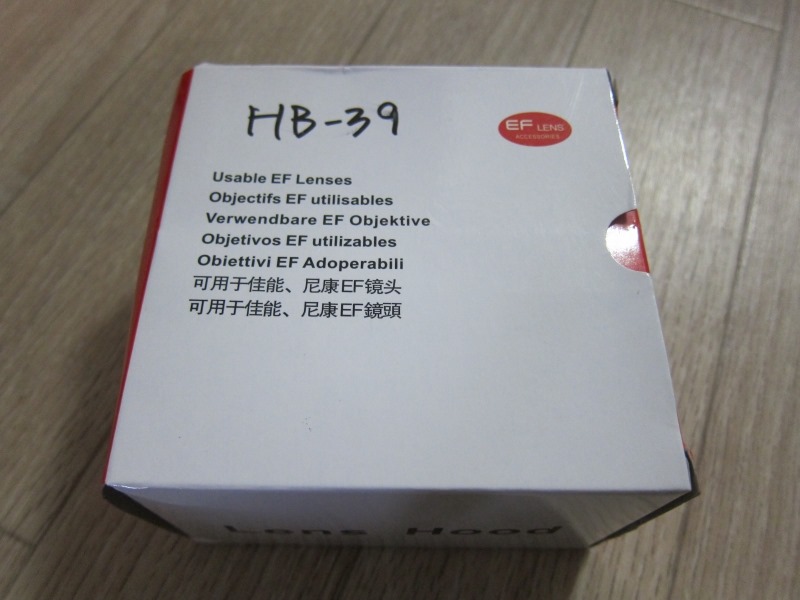 HB-39
EF LENS
ACCESSORIES
Usable EF Lenses
Objectifs EF utilisables
Verwendbare EF Objektive
Objetivos EF utilizables
Obiettivi EF Adoperabili
可用于佳能、尼康EF镜头
可用于佳能、尼康EF鏡頭
Lens Hood